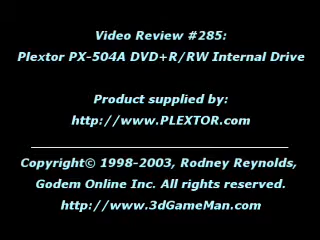 Video Review #285:
Plextor PX-504A DVD+R/RW Internal Drive
Product supplied by:
http://www.PLEXTOR.com
Copyright© 1998-2003, Rodney Reynolds,
Godem Online Inc. All rights reserved.
http://www.3dGameMan.com